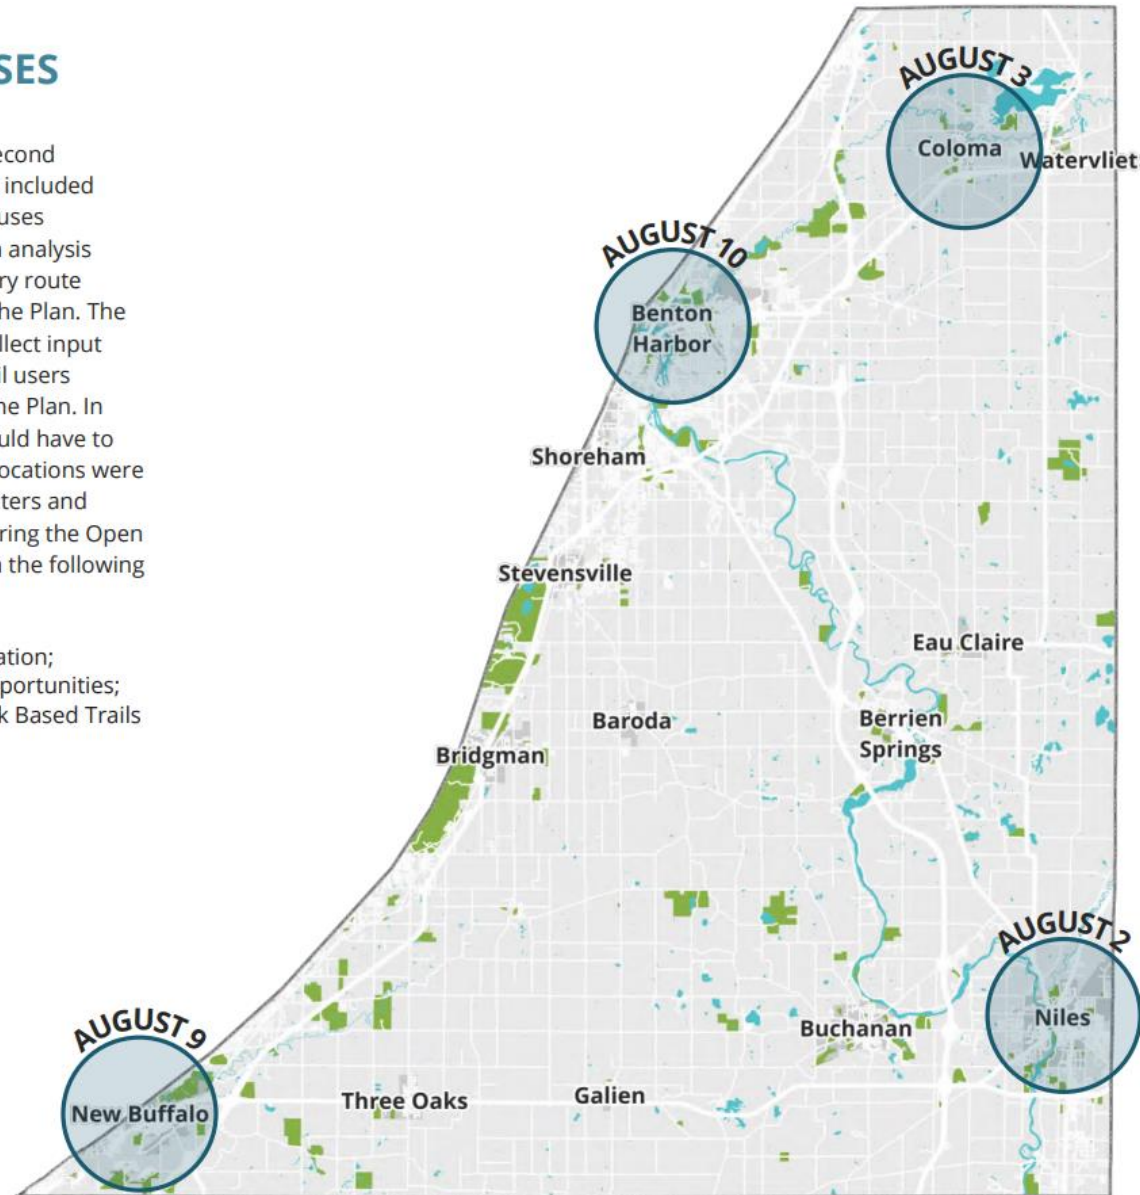 SES
econd
included
uses
analysis
ry route
he Plan. The
llect input
il users
ne Plan. In
uld have to
ocations were
ters and
ring the Open
the following
ation;
portunities;
k Based Trails
AUGUST 3
Coloma
Watervliet
AUGUST 10
Benton
Harbor
Shoreham
Stevensville
Eau Claire
Baroda
Berrien
Springs
Bridgman
AUGUST 2
Niles
Buchanan
AUGUST 9
New Buffalo
Three Oaks
Galien